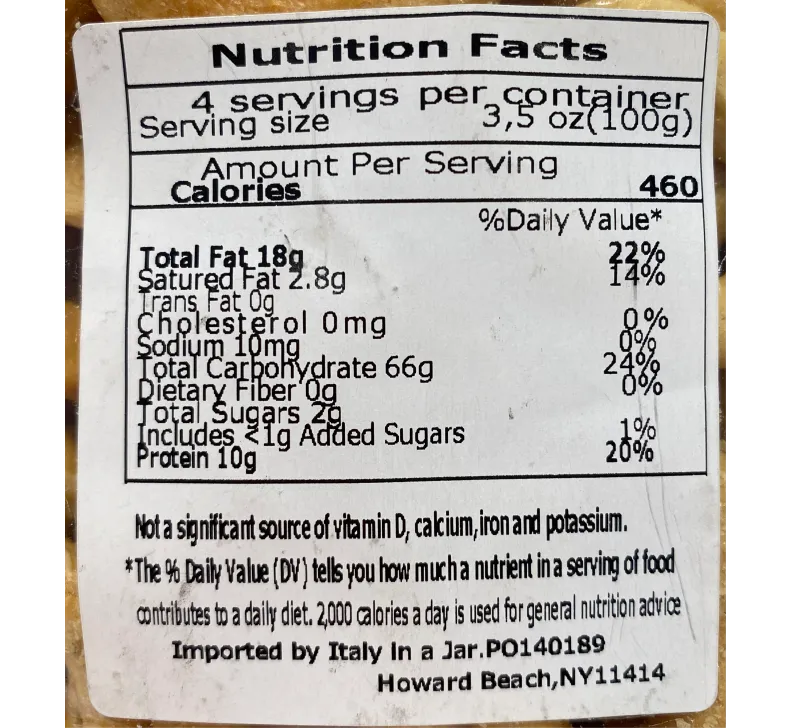 Nutrition Facts
4 servings per container
Serving size 3,5 oz(100g)
Amount Per Serving
Calories 460
%Daily Value*
Total Fat 18g 22%
Satured Fat 2.8g 14%
Trans Fat 0g
Cholesterol 0mg 0%
Sodium 10mg 0%
Total Carbohydrate 66g 24%
Dietary Fiber 0g 0%
Total Sugars 2g
Includes <1g Added Sugars 1%
Protein 10g 20%
Not a significant source of vitamin D, calcium, iron and potassium.
*The % Daily Value (DV) tells you how much a nutrient in a serving of food
contributes to a daily diet. 2,000 calories a day is used for general nutrition advice
Imported by Italy in a Jar.PO140189
Howard Beach,NY11414